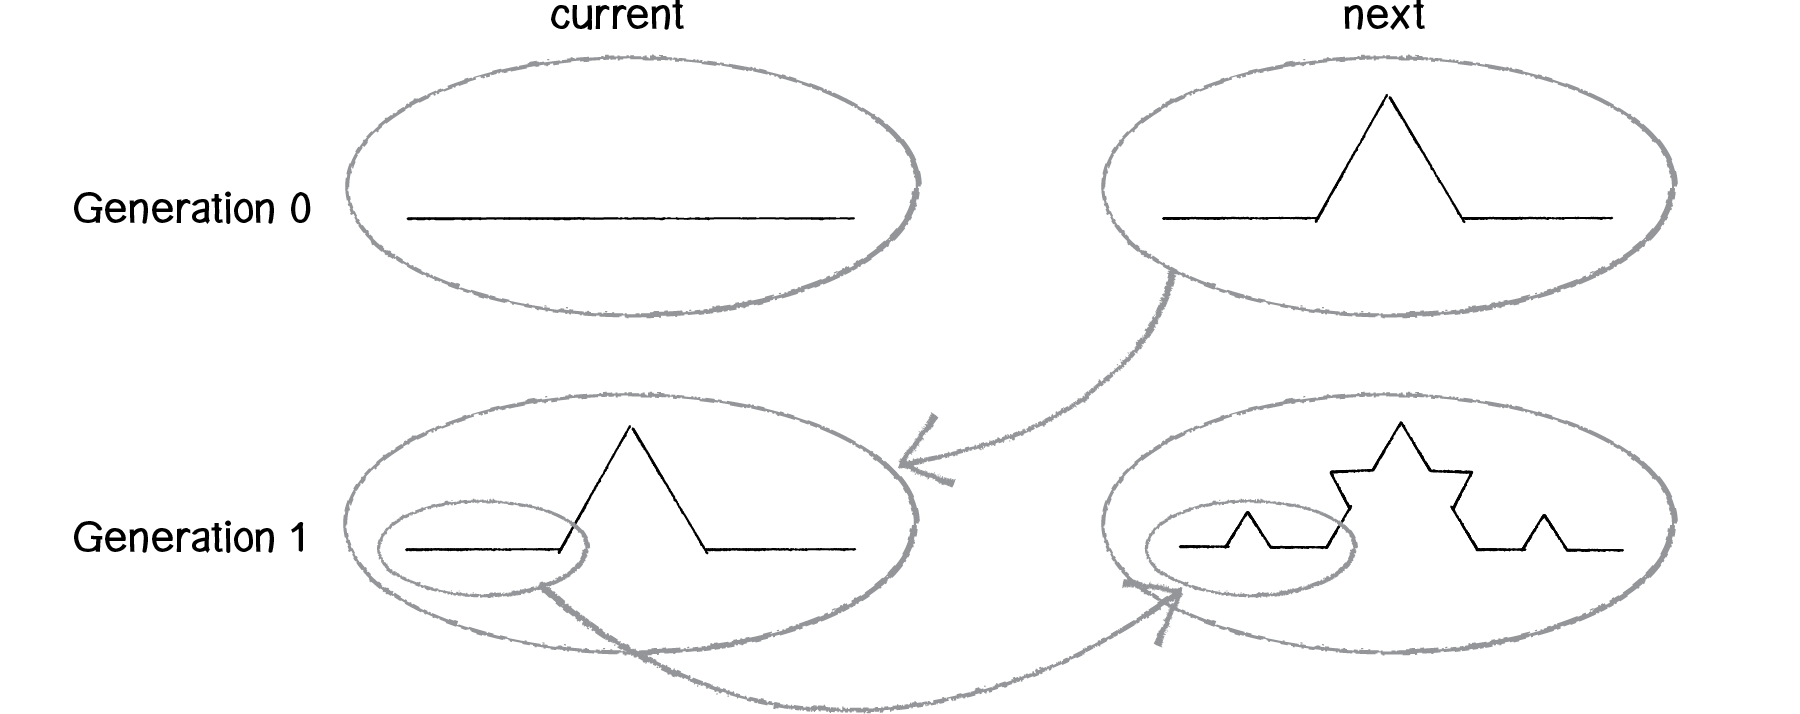 current
next
Generation 0
Generation 1